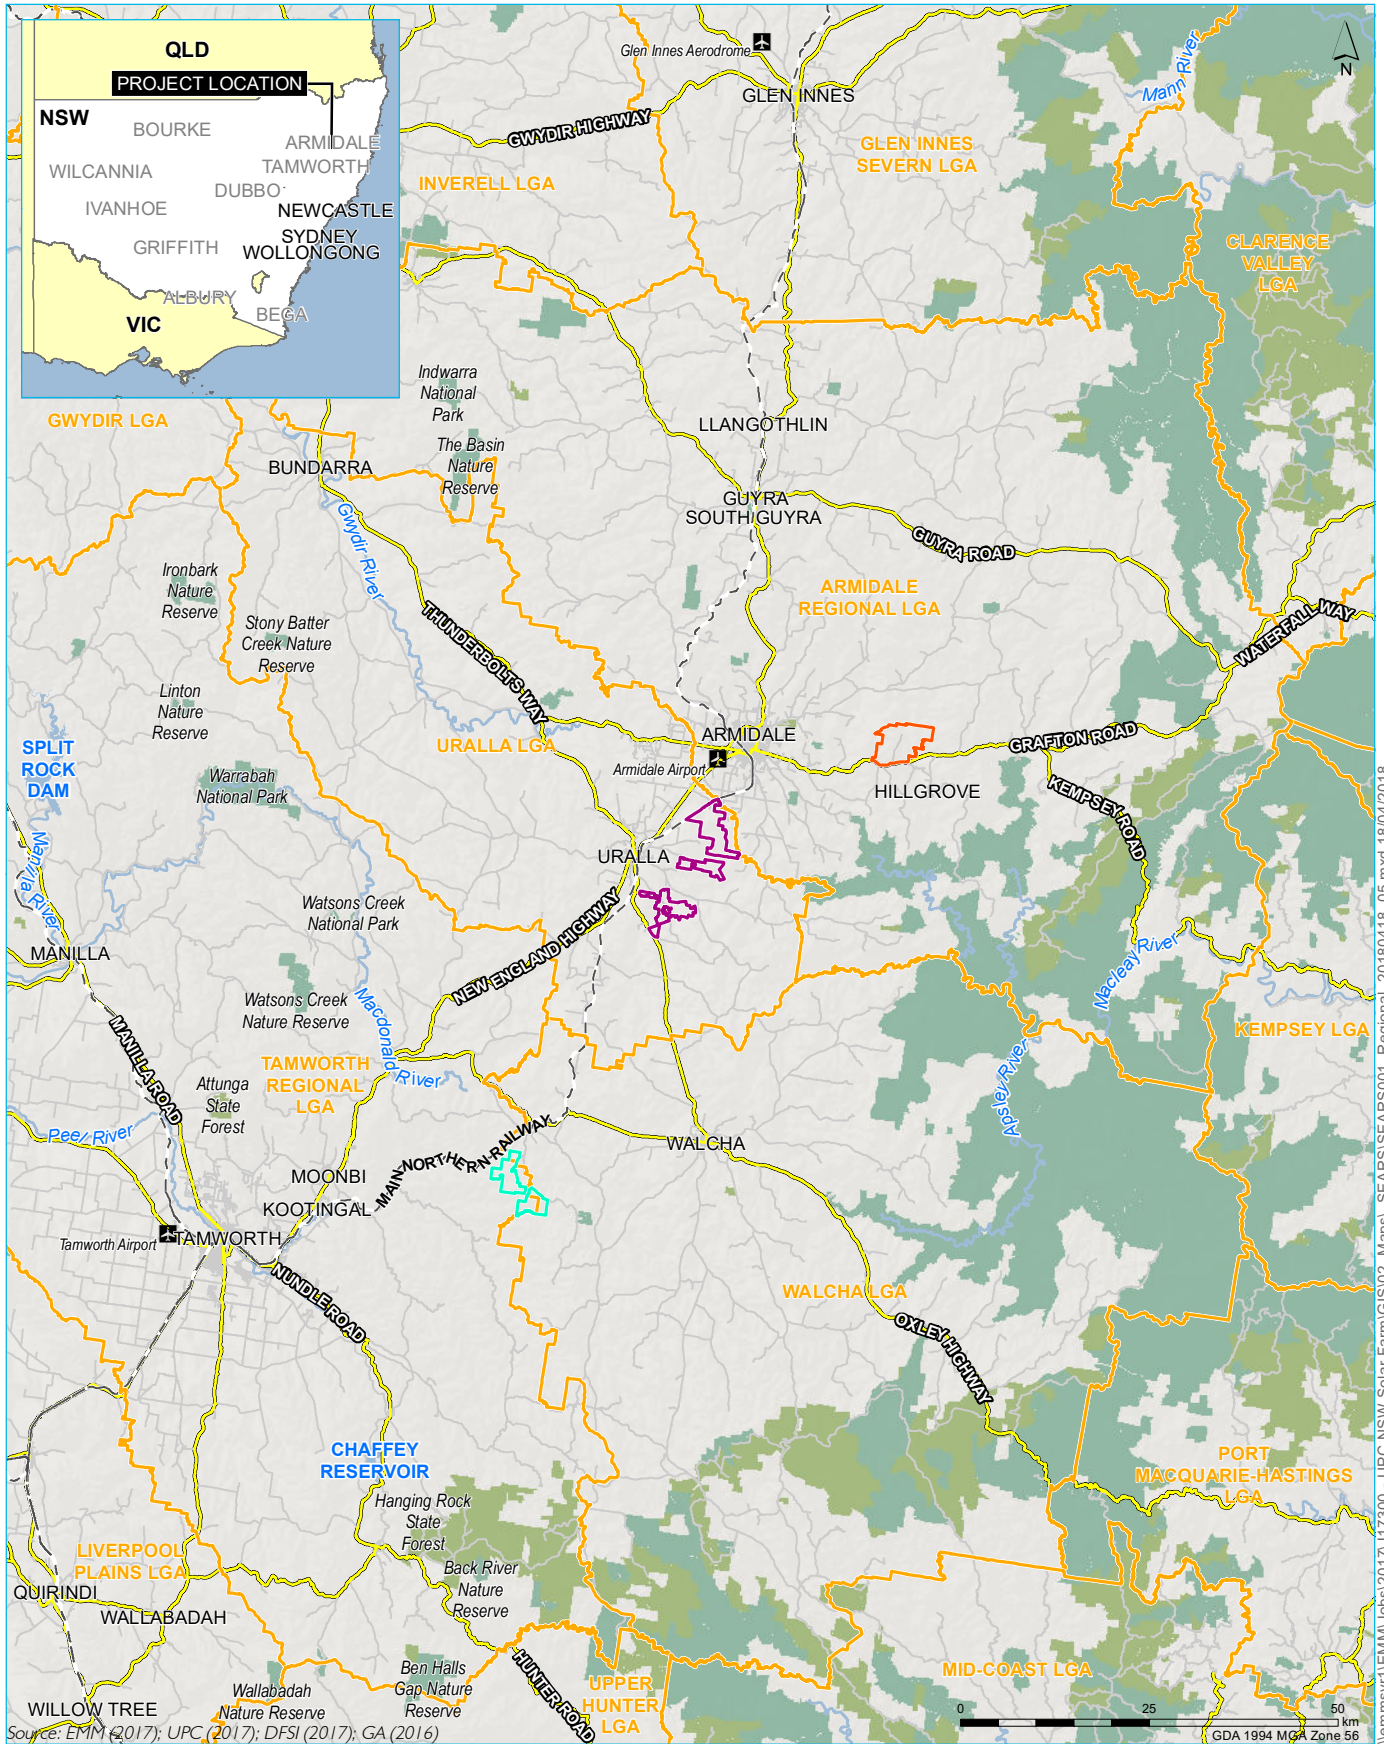 QLD
PROJECT LOCATION
NSW
BOURKE
ARMIDALE
WILCANNIA
TAMWORTH
DUBBO
IVANHOE
NEWCASTLE
SYDNEY
GRIFFITH
WOLLONGONG
ALBURY
VIC
BEGA
Glen Innes Aerodrome
N
Mann River
GLEN INNES
GWYDIR HIGHWAY
GLEN INNES
SEVERN LGA
INVERELL LGA
CLARENCE
VALLEY
LGA
Indwarra
National
Park
GWYDIR LGA
LLANGOTHLIN
The Basin
Nature
Reserve
BUNDARRA
GUYRA
SOUTH GUYRA
Gwydir River
GUYRA ROAD
Ironbark
Nature
Reserve
ARMIDALE
REGIONAL LGA
THUNDERBOLTS WAY
Stony Batter
Creek Nature
Reserve
WATERFALL WAY
Linton
Nature
Reserve
SPLIT
ROCK
DAM
URALLA LGA
ARMIDALE
GRAFTON ROAD
Armidale Airport
Warrabah
National Park
HILLGROVE
KEMPSEY ROAD
Manilla River
URALLA
Watsons Creek
National Park
NEW ENGLAND HIGHWAY
MANILLA
Macleay River
Watsons Creek
Nature Reserve
Macdonald River
KEMPSEY LGA
MANILLA ROAD
TAMWORTH
REGIONAL
LGA
Apsley River
Attunga
State
Forest
Peel River
MAIN NORTHERN RAILWAY
WALCHA
MOONBI
KOOTINGAL
Tamworth Airport
TAMWORTH
NUNDLE ROAD
WALCHA LGA
OXLEY HIGHWAY
CHAFFEY
RESERVOIR
PORT
MACQUARIE-HASTINGS
LGA
Hanging Rock
State
Forest
LIVERPOOL
PLAINS LGA
Back River
Nature
Reserve
QUIRINDI
WALLABADAH
HUNTER ROAD
Ben Halls
Gap Nature
Reserve
UPPER
HUNTER
LGA
MID-COAST LGA
Wallabadah
Nature Reserve
WILLOW TREE
0 25 50
km
GDA 1994 MGA Zone 56
Source: EMM (2017); UPC (2017); DFSI (2017); GA (2016)